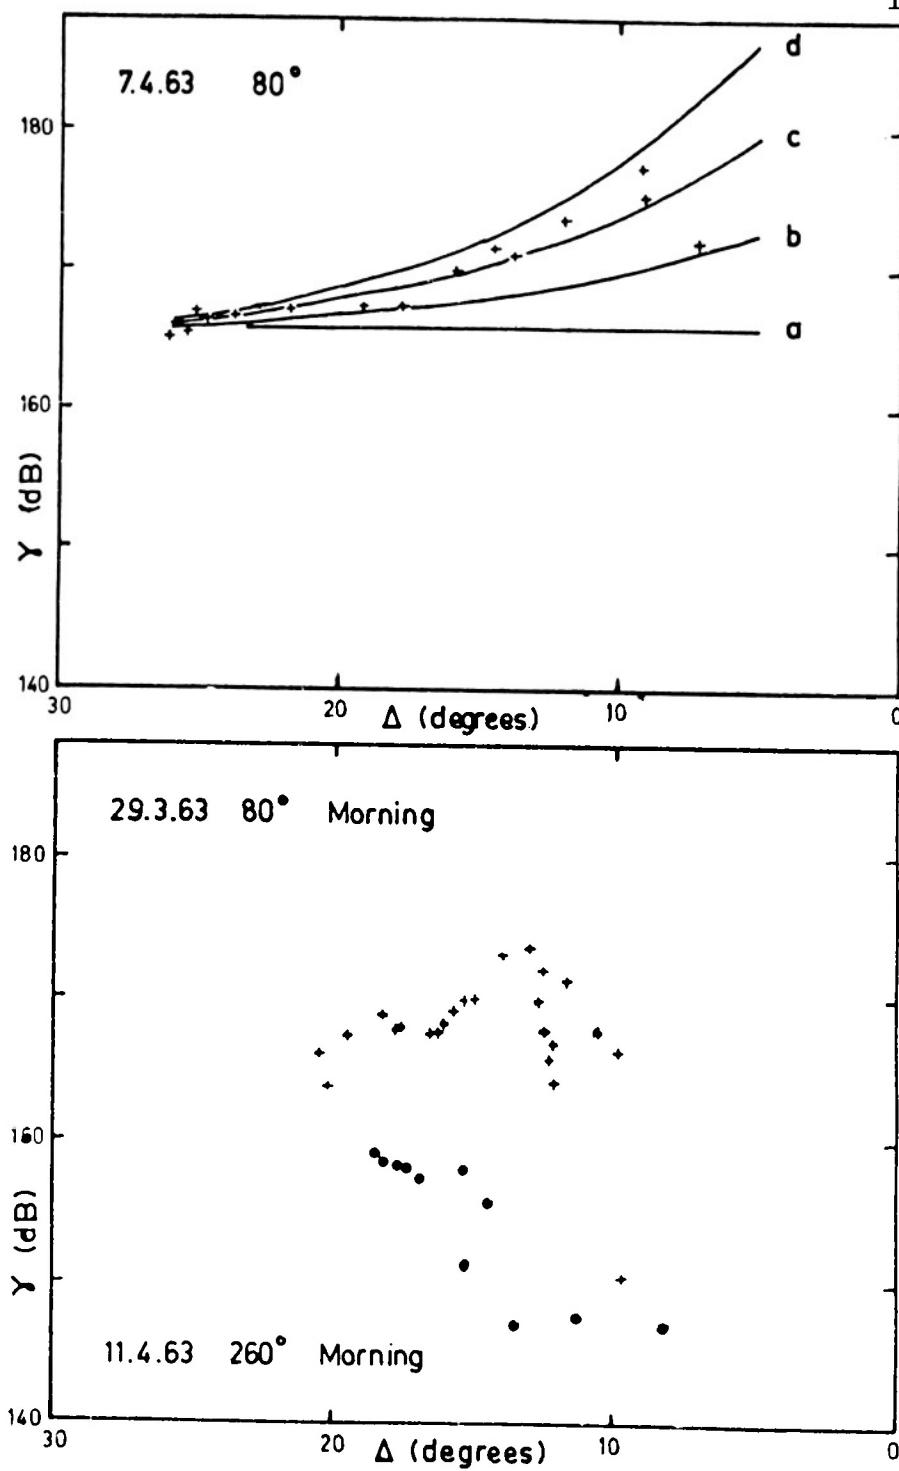 1
7.4.63 80°
d
180
c
b
a
160
γ (dB)
140
30 20 10 0
Δ (degrees)
29.3.63 80° Morning
180
160
γ (dB)
11.4.63 260° Morning
140
30 20 10 0
Δ (degrees)